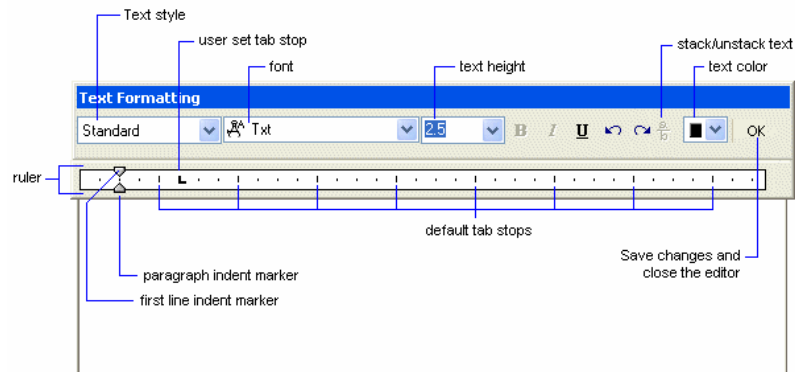 Text style
user set tab stop
stack/unstack text
font
text height
text color
Text Formatting
Standard
Txt
2.5
B I U
a
b
OK
ruler
default tab stops
Save changes and
close the editor
paragraph indent marker
first line indent marker